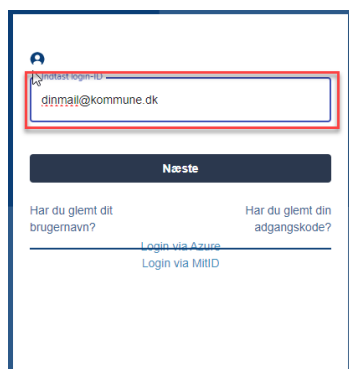 Indtast login-ID
dinmail@kommune.dk
Næste
Har du glemt dit
brugernavn?
Har du glemt din
adgangskode?
Login via Azure
Login via MitID